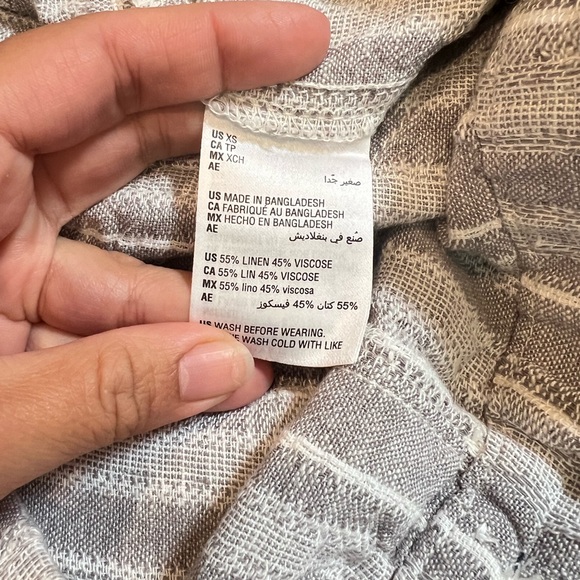 US XS
CA TP
MX XCH
AE
صغير جدًا
US MADE IN BANGLADESH
CA FABRIQUÉ AU BANGLADESH
MX HECHO EN BANGLADESH
AE صُنع في بنغلاديش
US 55% LINEN 45% VISCOSE
CA 55% LIN 45% VISCOSE
MX 55% lino 45% viscosa
AE 55% كتان 45% فيسكوز
US WASH BEFORE WEARING.
WASH COLD WITH LIKE